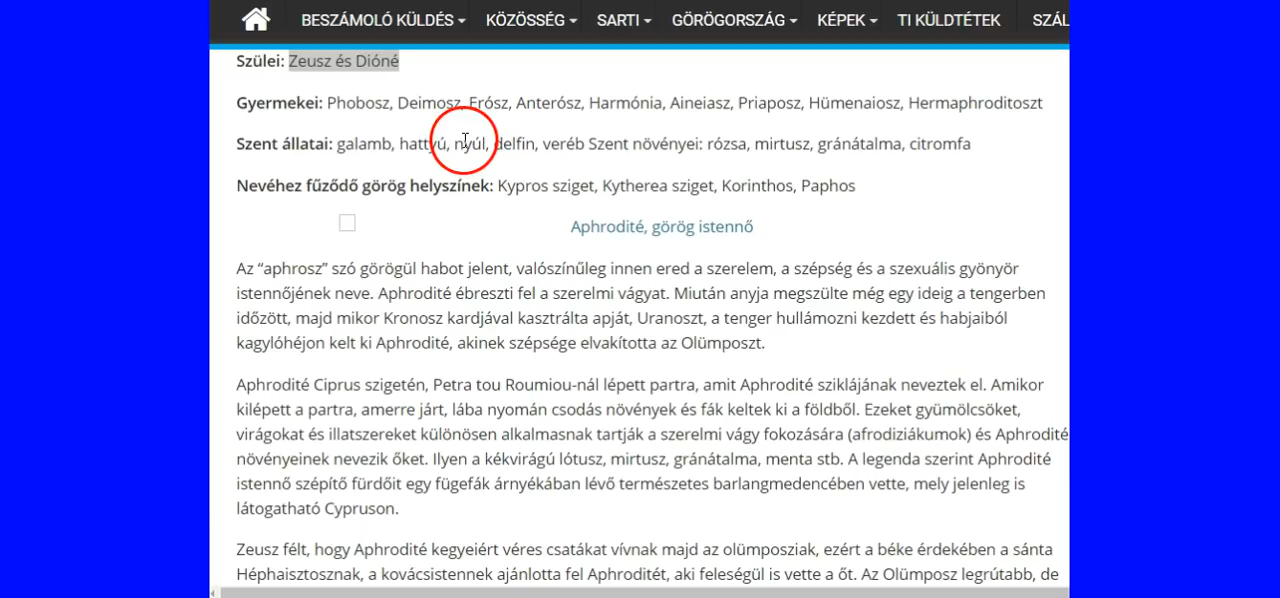 BESZÁMOLÓ KÜLDÉS KÖZÖSSÉG SARTI GÖRÖGORSZÁG KÉPEK TI KÜLDTÉTEK SZÁL
Szülei: Zeusz és Dióné
Gyermekei: Phobosz, Deimosz, Erósz, Anterósz, Harmónia, Aineiasz, Priaposz, Hümenaiosz, Hermaphroditoszt
Szent állatai: galamb, hattyú, nyúl, delfin, veréb Szent növényei: rózsa, mirtusz, gránátalma, citromfa
Nevéhez fűződő görög helyszínek: Kypros sziget, Kytherea sziget, Korinthos, Paphos
Aphrodité, görög istennő
Az “aphrosz” szó görögül habot jelent, valószínűleg innen ered a szerelem, a szépség és a szexuális gyönyör
istennőjének neve. Aphrodité ébreszti fel a szerelmi vágyat. Miután anyja megszülte még egy ideig a tengerben
időzött, majd mikor Kronosz kardjával kasztrálta apját, Uranoszt, a tenger hullámozni kezdett és habjaiból
kagylóhéjon kelt ki Aphrodité, akinek szépsége elvakította az Olümposzt.
Aphrodité Ciprus szigetén, Petra tou Roumiou-nál lépett partra, amit Aphrodité sziklájának neveztek el. Amikor
kilépett a partra, amerre járt, lába nyomán csodás növények és fák keltek ki a földből. Ezeket gyümölcsöket,
virágokat és illatszereket különösen alkalmasnak tartják a szerelmi vágy fokozására (afrodiziákumok) és Aphrodité
növényeinek nevezik őket. Ilyen a kékvirágú lótusz, mirtusz, gránátalma, menta stb. A legenda szerint Aphrodité
istennő szépítő fürdőit egy fügefák árnyékában lévő természetes barlangmedencében vette, mely jelenleg is
látogatható Cypruson.
Zeusz félt, hogy Aphrodité kegyeiért véres csatákat vívnak majd az olümposziak, ezért a béke érdekében a sánta
Héphaisztosznak, a kovácsistennek ajánlotta fel Aphroditét, aki feleségül is vette a őt. Az Olümposz legrútabb, de